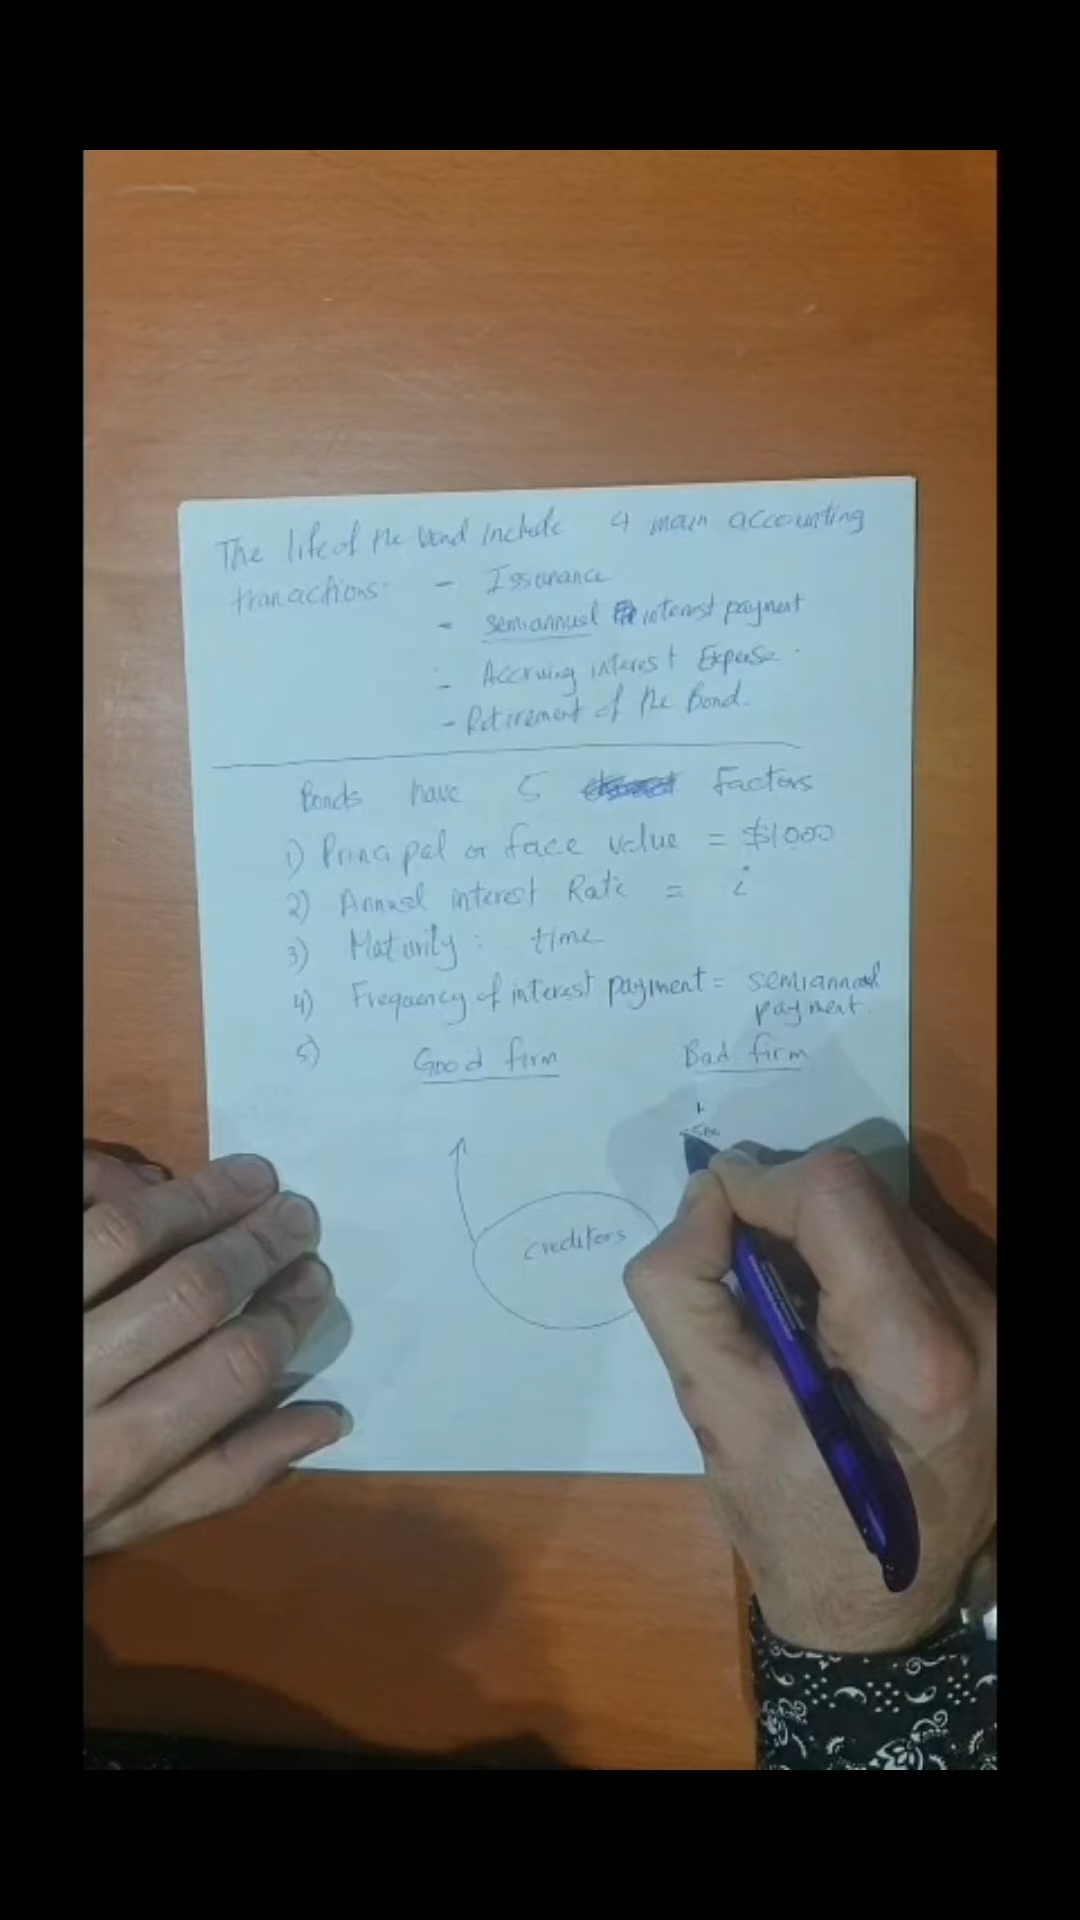 The life of the bond include 4 main accounting
tranactions - Issuance
- semiannual interest payment
- Accruing interest Expense.
- Retirement of the Bond.
Bonds have 5 Factors
1) Principal or face value = $1000
2) Annual interest Rate = i
3) Maturity : time
4) Frequency of interest payment = semiannual
payment
5) Good firm Bad firm
creditors